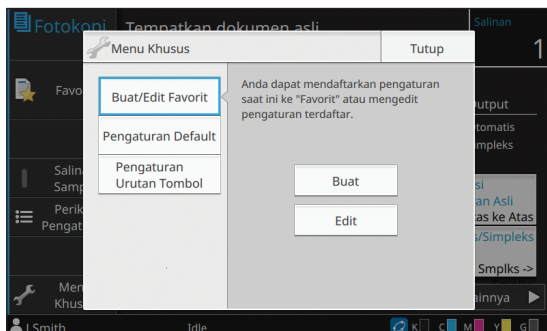 Fotokopi
Tempatkan dokumen asli
Salinan
1
Menu Khusus
Tutup
Favo
Buat/Edit Favorit
Pengaturan Default
Pengaturan
Urutan Tombol
Anda dapat mendaftarkan pengaturan
saat ini ke "Favorit" atau mengedit
pengaturan terdaftar.
Buat
Edit
Salin
Samp
Perik
Pengat
Men
Khus
utput
tomatis
impleks
si
an Asli
as ke Atas
s/Simpleks
Smplks ->
ainnya
J Smith
Idle
K
C
M
Y
G